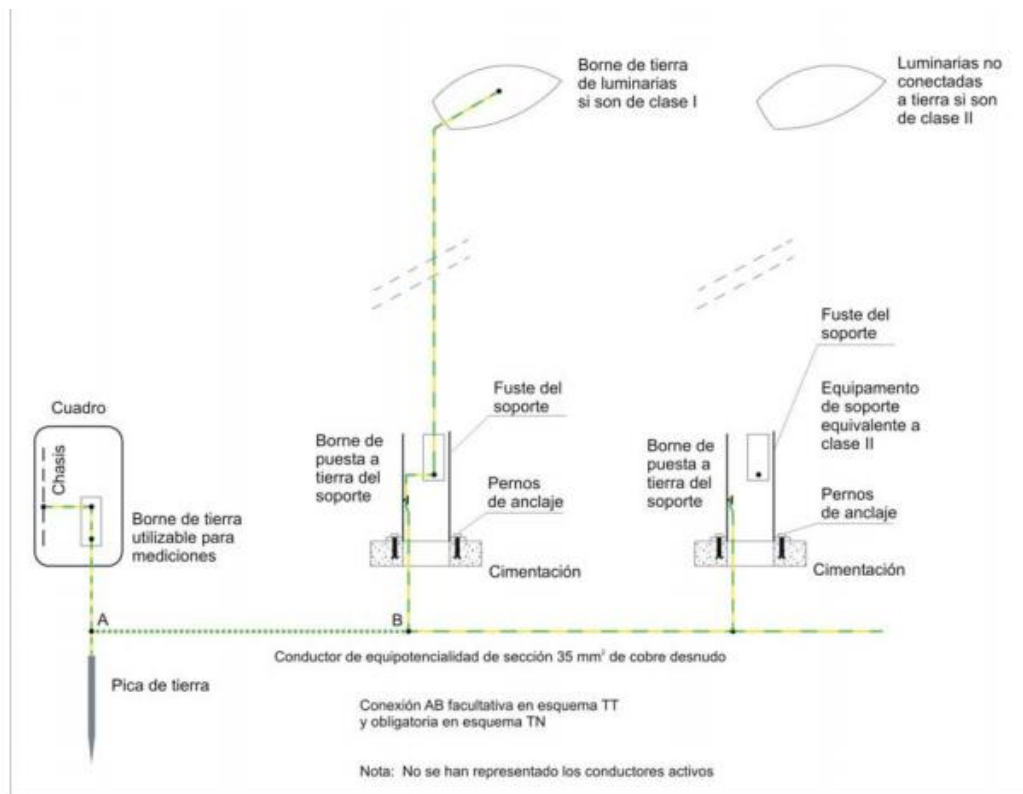 Borne de tierra
de luminarias
si son de clase I
Luminarias no
conectadas
a tierra si son
de clase II
Fuste del
soporte
Equipamento
de soporte
equivalente a
clase II
Pernos
de anclaje
Cimentación
Borne de
puesta a
tierra del
soporte
Fuste del
soporte
Pernos
de anclaje
Cimentación
Borne de
puesta a
tierra del
soporte
Cuadro
Chasis
Borne de tierra
utilizable para
mediciones
A
B
Pica de tierra
Conductor de equipotencialidad de sección 35 mm² de cobre desnudo
Conexión AB facultativa en esquema TT
y obligatoria en esquema TN
Nota: No se han representado los conductores activos